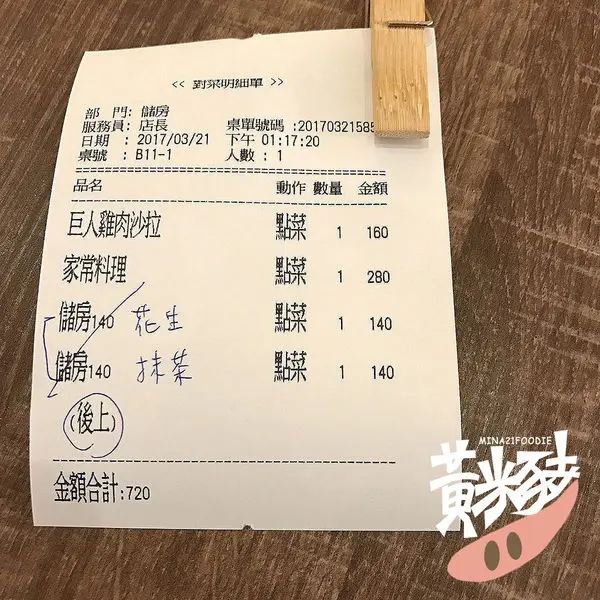 << 對菜明細單 >>
部 門: 儲房
服務員: 店長 桌單號碼 :2017032158
日期 : 2017/03/21 下午 01:17:20
桌號 : B11-1 人數 : 1
品名 動作 數量 金額
巨人雞肉沙拉 點菜 1 160
家常料理 點菜 1 280
儲房140 花生 點菜 1 140
儲房140 抹茶 點菜 1 140
(後上)
金額合計:720
MINA21FOODIE
黃米豬